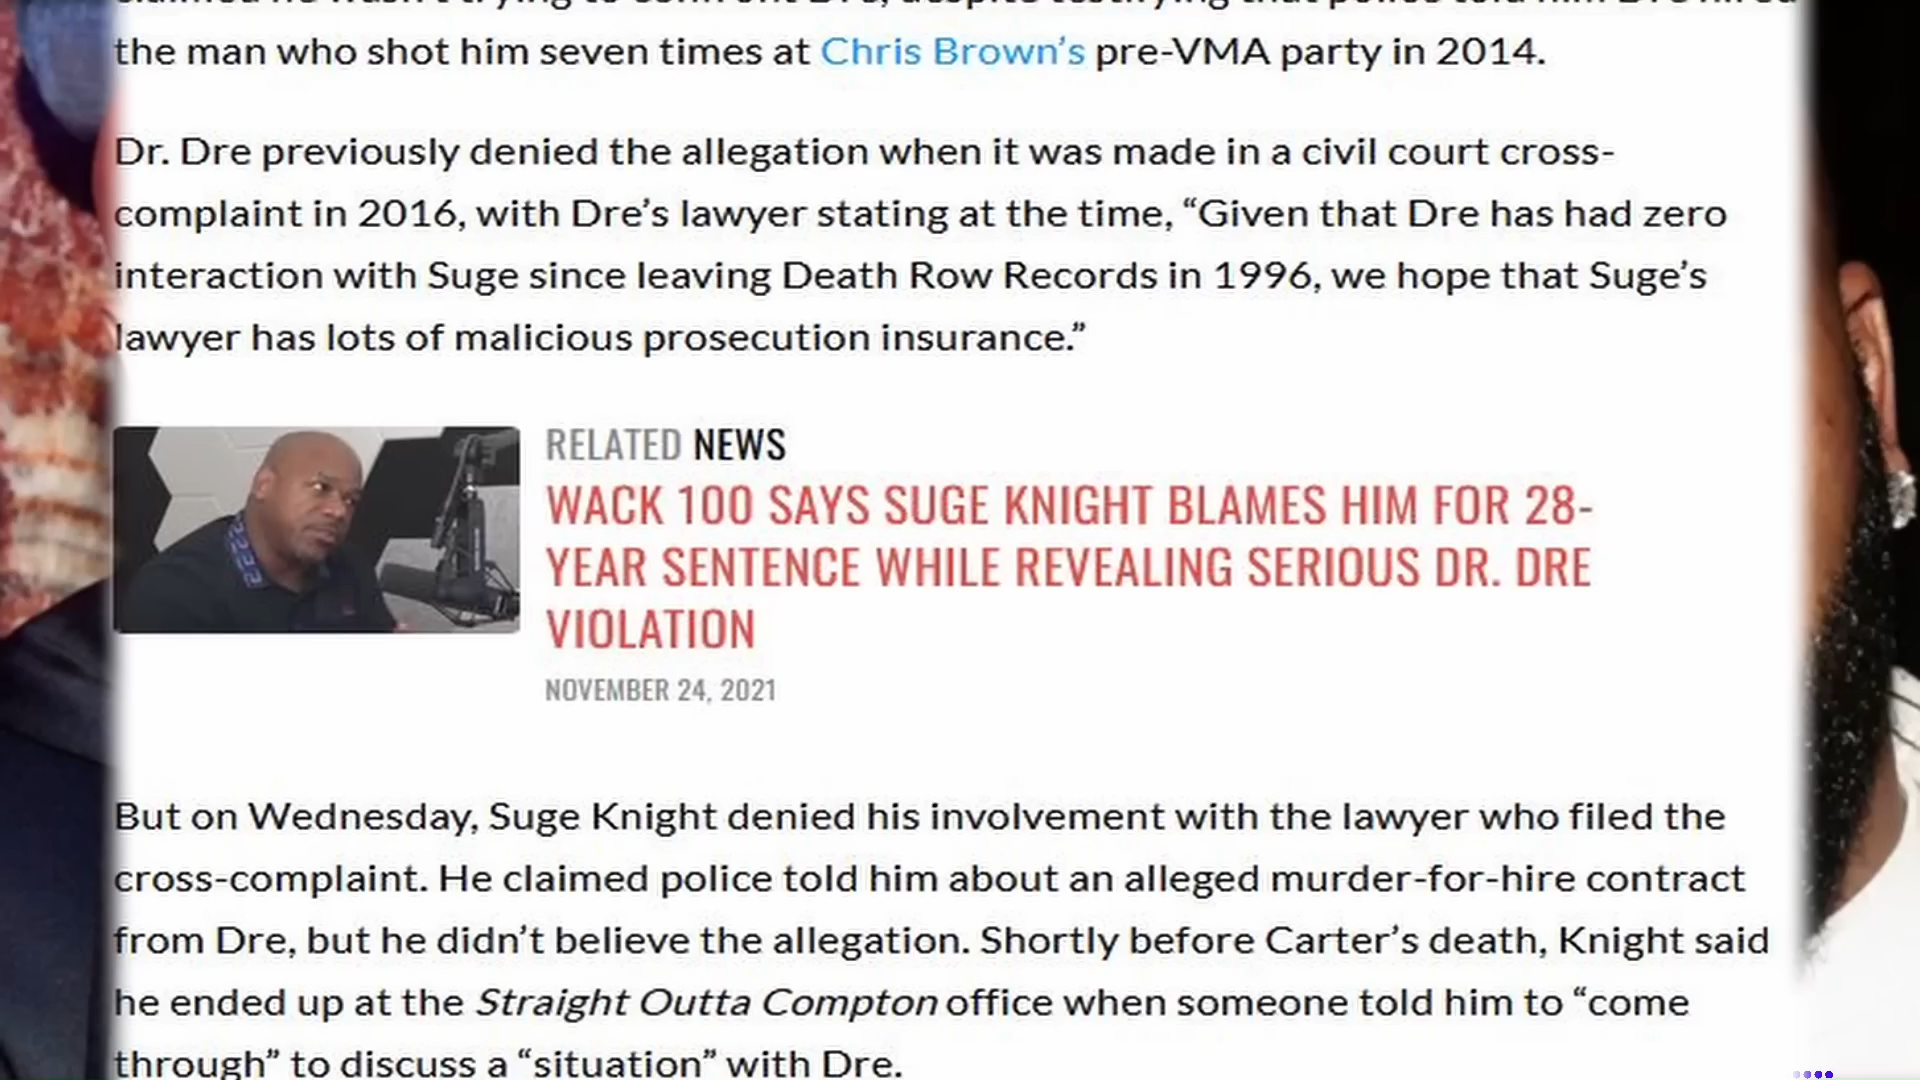 the man who shot him seven times at Chris Brown’s pre-VMA party in 2014.
Dr. Dre previously denied the allegation when it was made in a civil court cross-
complaint in 2016, with Dre’s lawyer stating at the time, “Given that Dre has had zero
interaction with Suge since leaving Death Row Records in 1996, we hope that Suge’s
lawyer has lots of malicious prosecution insurance.”
RELATED NEWS
WACK 100 SAYS SUGE KNIGHT BLAMES HIM FOR 28-
YEAR SENTENCE WHILE REVEALING SERIOUS DR. DRE
VIOLATION
NOVEMBER 24, 2021
But on Wednesday, Suge Knight denied his involvement with the lawyer who filed the
cross-complaint. He claimed police told him about an alleged murder-for-hire contract
from Dre, but he didn’t believe the allegation. Shortly before Carter’s death, Knight said
he ended up at the Straight Outta Compton office when someone told him to “come
through” to discuss a “situation” with Dre.